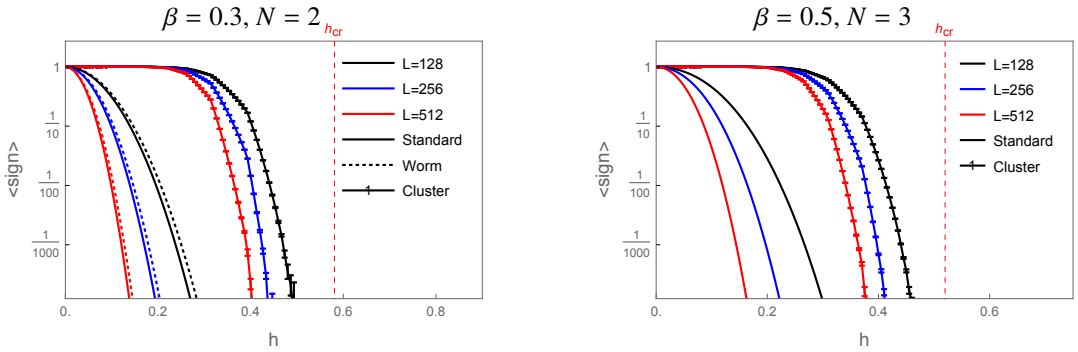 β = 0.3, N = 2
h_cr
<sign>
1
1/10
1/100
1/1000
0.
0.2
0.4
0.6
0.8
h
L=128
L=256
L=512
Standard
Worm
Cluster
β = 0.5, N = 3
h_cr
<sign>
1
1/10
1/100
1/1000
0.
0.2
0.4
0.6
h
L=128
L=256
L=512
Standard
Cluster